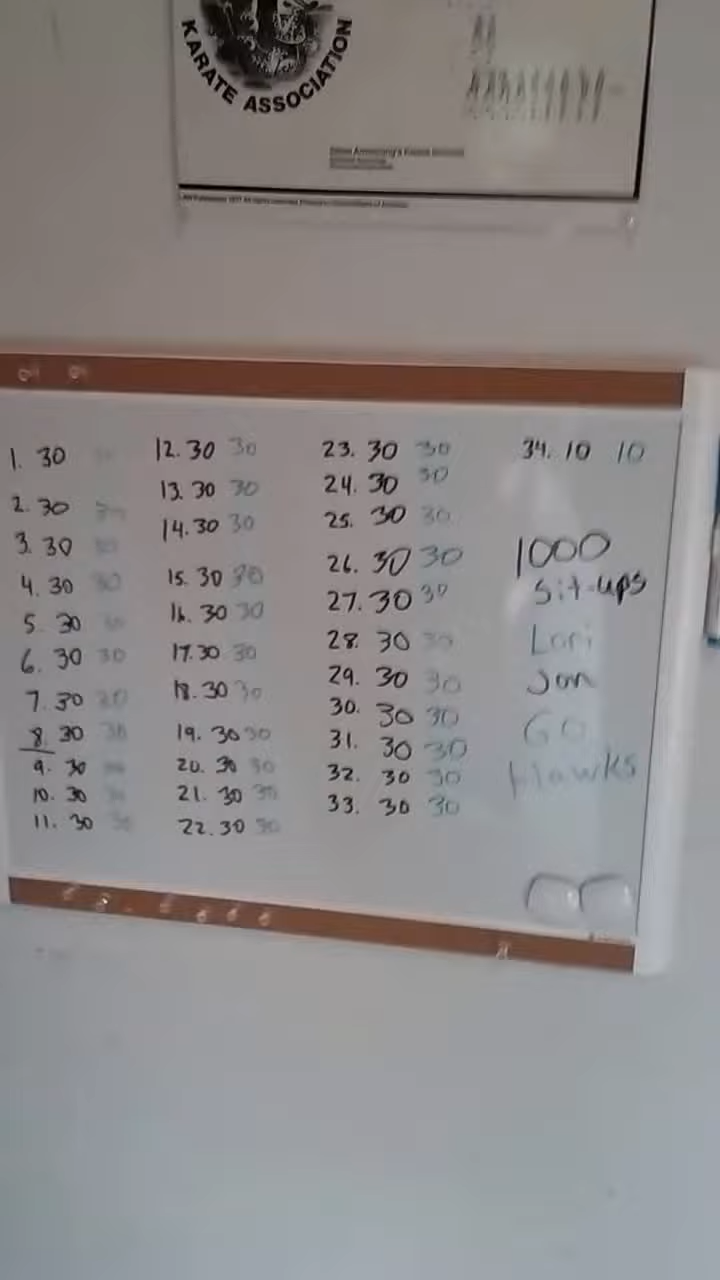 KARATE ASSOCIATION
1. 30
2. 30
3. 30
4. 30 30
5. 30
6. 30 30
7. 30 30
8. 30 30
9. 30
10. 30
11. 30 30
12. 30 30
13. 30 30
14. 30 30
15. 30 30
16. 30 30
17. 30 30
18. 30 30
19. 30 30
20. 30 30
21. 30 30
22. 30 30
23. 30 30
24. 30 30
25. 30 30
26. 30 30
27. 30 30
28. 30 30
29. 30 30
30. 30 30
31. 30 30
32. 30 30
33. 30 30
34. 10 10
1000
sit-ups
Lori
Jon
GO
Hawks